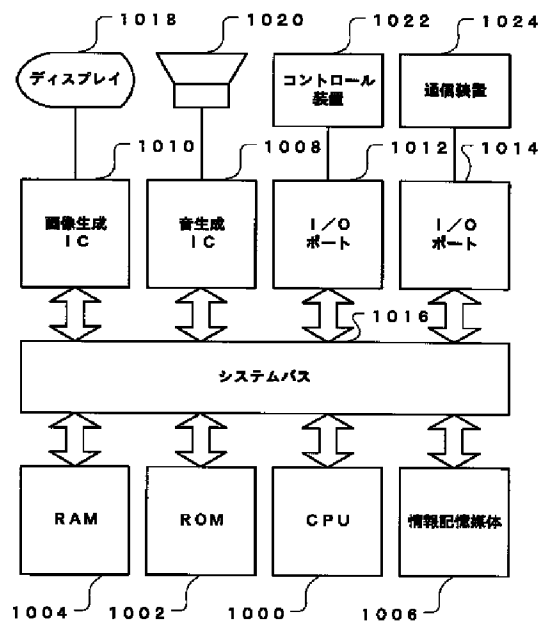 1018
1020
1022
1024
ディスプレイ
コントロール
装置
通信装置
1010
1008
1012
1014
画像生成
IC
音生成
IC
I/O
ポート
I/O
ポート
1016
システムバス
RAM
ROM
CPU
情報記憶媒体
1004
1002
1000
1006